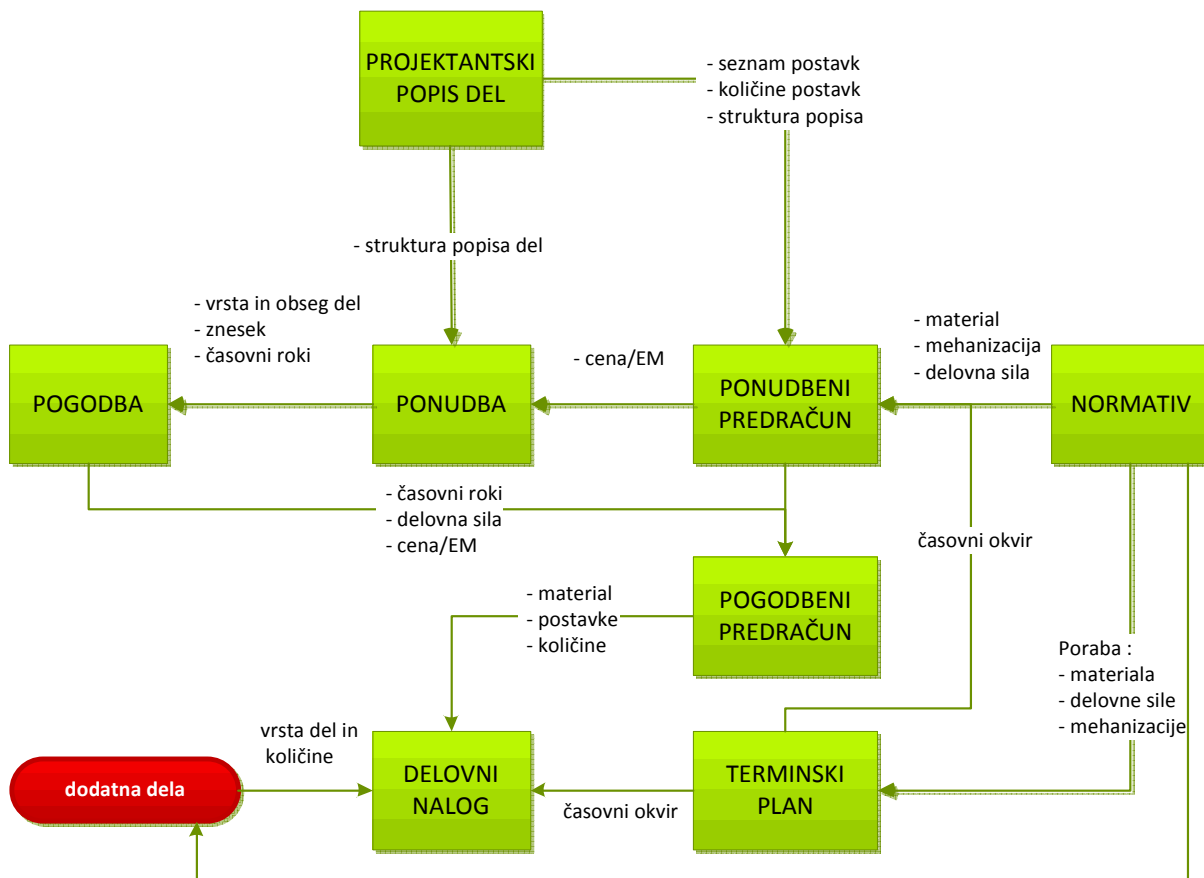 PROJEKTANTSKI
POPIS DEL
- seznam postavk
- količine postavk
- struktura popisa
- struktura popisa del
- vrsta in obseg del
- znesek
- časovni roki
- cena/EM
- material
- mehanizacija
- delovna sila
POGODBA
PONUDBA
PONUDBENI
PREDRAČUN
NORMATIV
- časovni roki
- delovna sila
- cena/EM
časovni okvir
- material
- postavke
- količine
POGODBENI
PREDRAČUN
Poraba :
- materiala
- delovne sile
- mehanizacije
vrsta del in
količine
dodatna dela
DELOVNI
NALOG
časovni okvir
TERMINSKI
PLAN